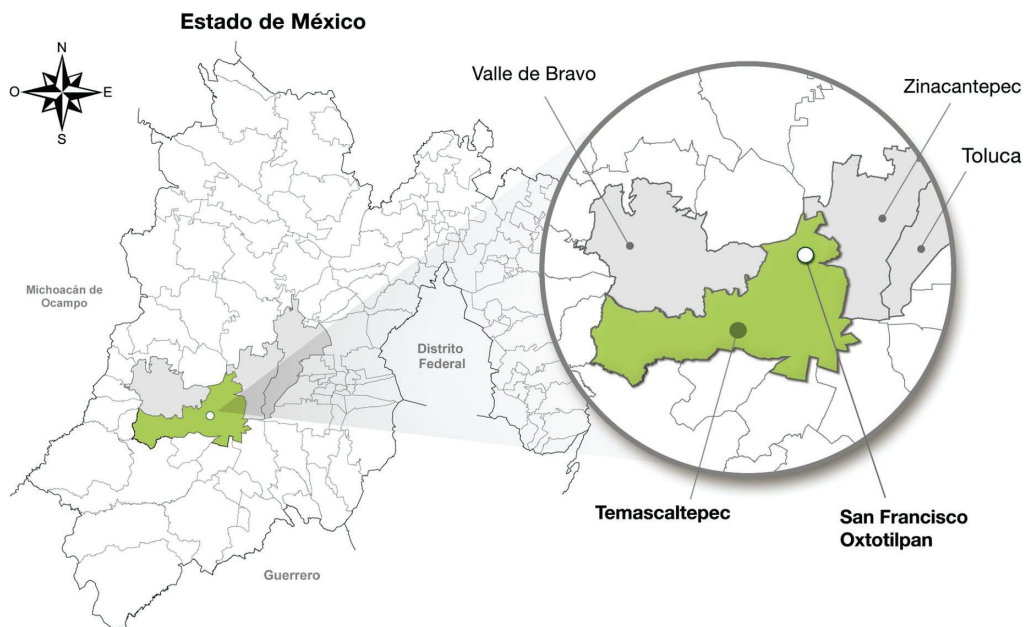 Estado de México
N
O
E
S
Valle de Bravo
Zinacantepec
Toluca
Michoacán de
Ocampo
Distrito
Federal
Temascaltepec
San Francisco
Oxtotilpan
Guerrero